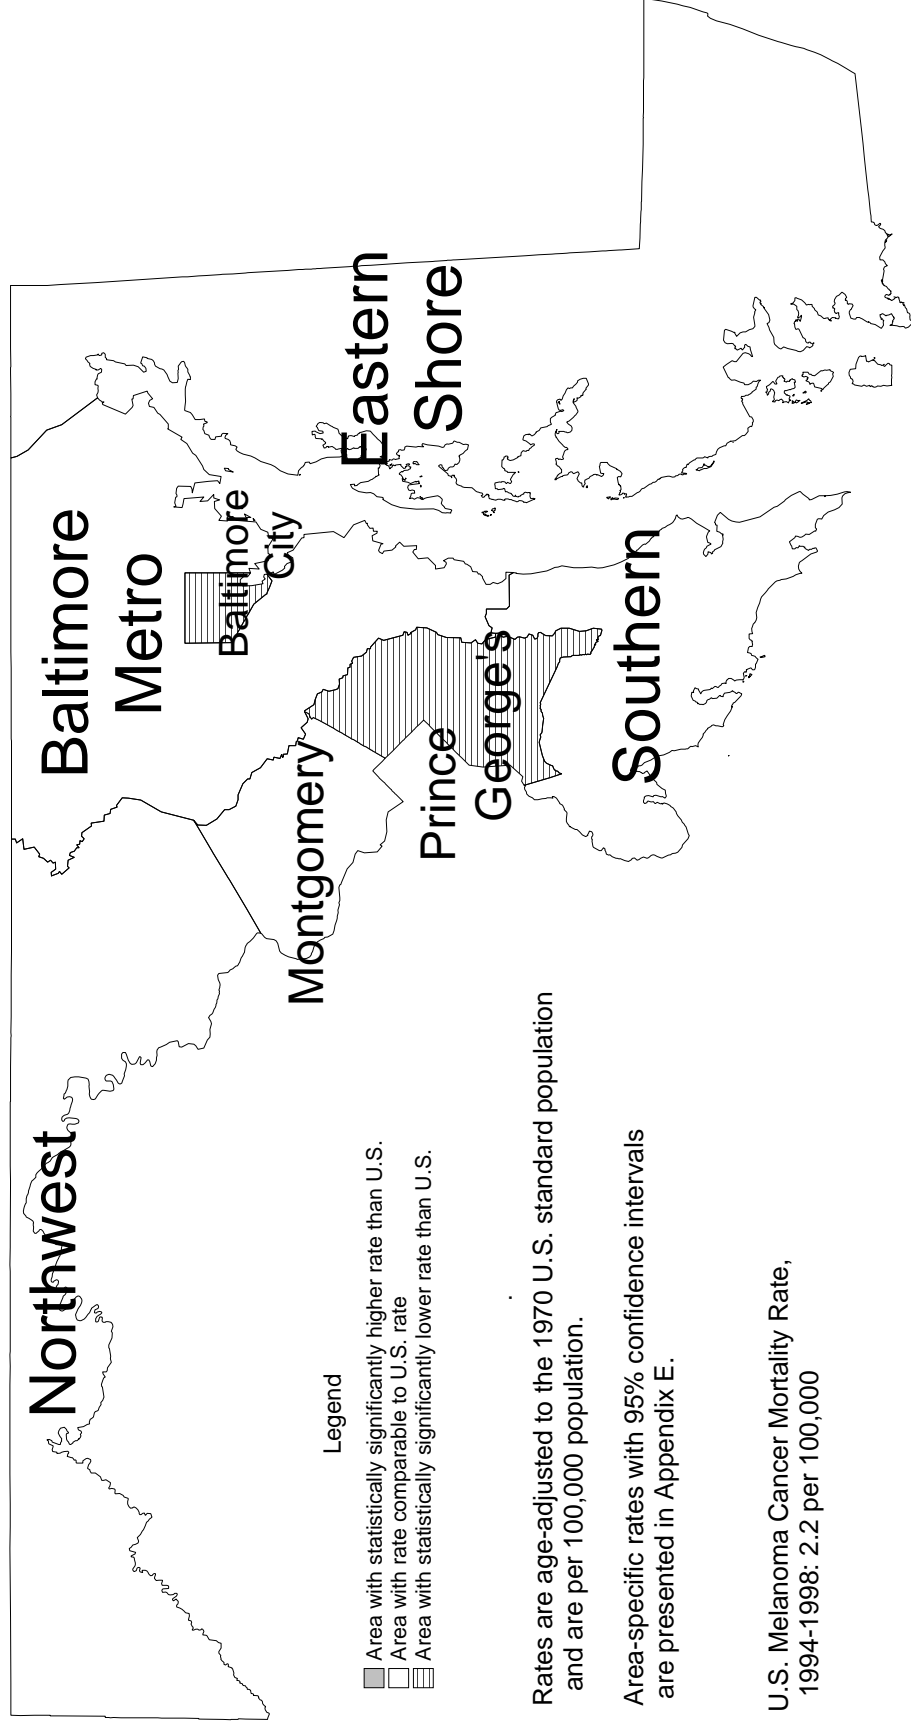 Northwest
Baltimore
Metro
Baltimore
City
Montgomery
Eastern
Shore
Prince
George's
Southern
Legend
Area with statistically significantly higher rate than U.S.
Area with rate comparable to U.S. rate
Area with statistically significantly lower rate than U.S.
Rates are age-adjusted to the 1970 U.S. standard population
and are per 100,000 population.
Area-specific rates with 95% confidence intervals
are presented in Appendix E.
U.S. Melanoma Cancer Mortality Rate,
1994-1998: 2.2 per 100,000